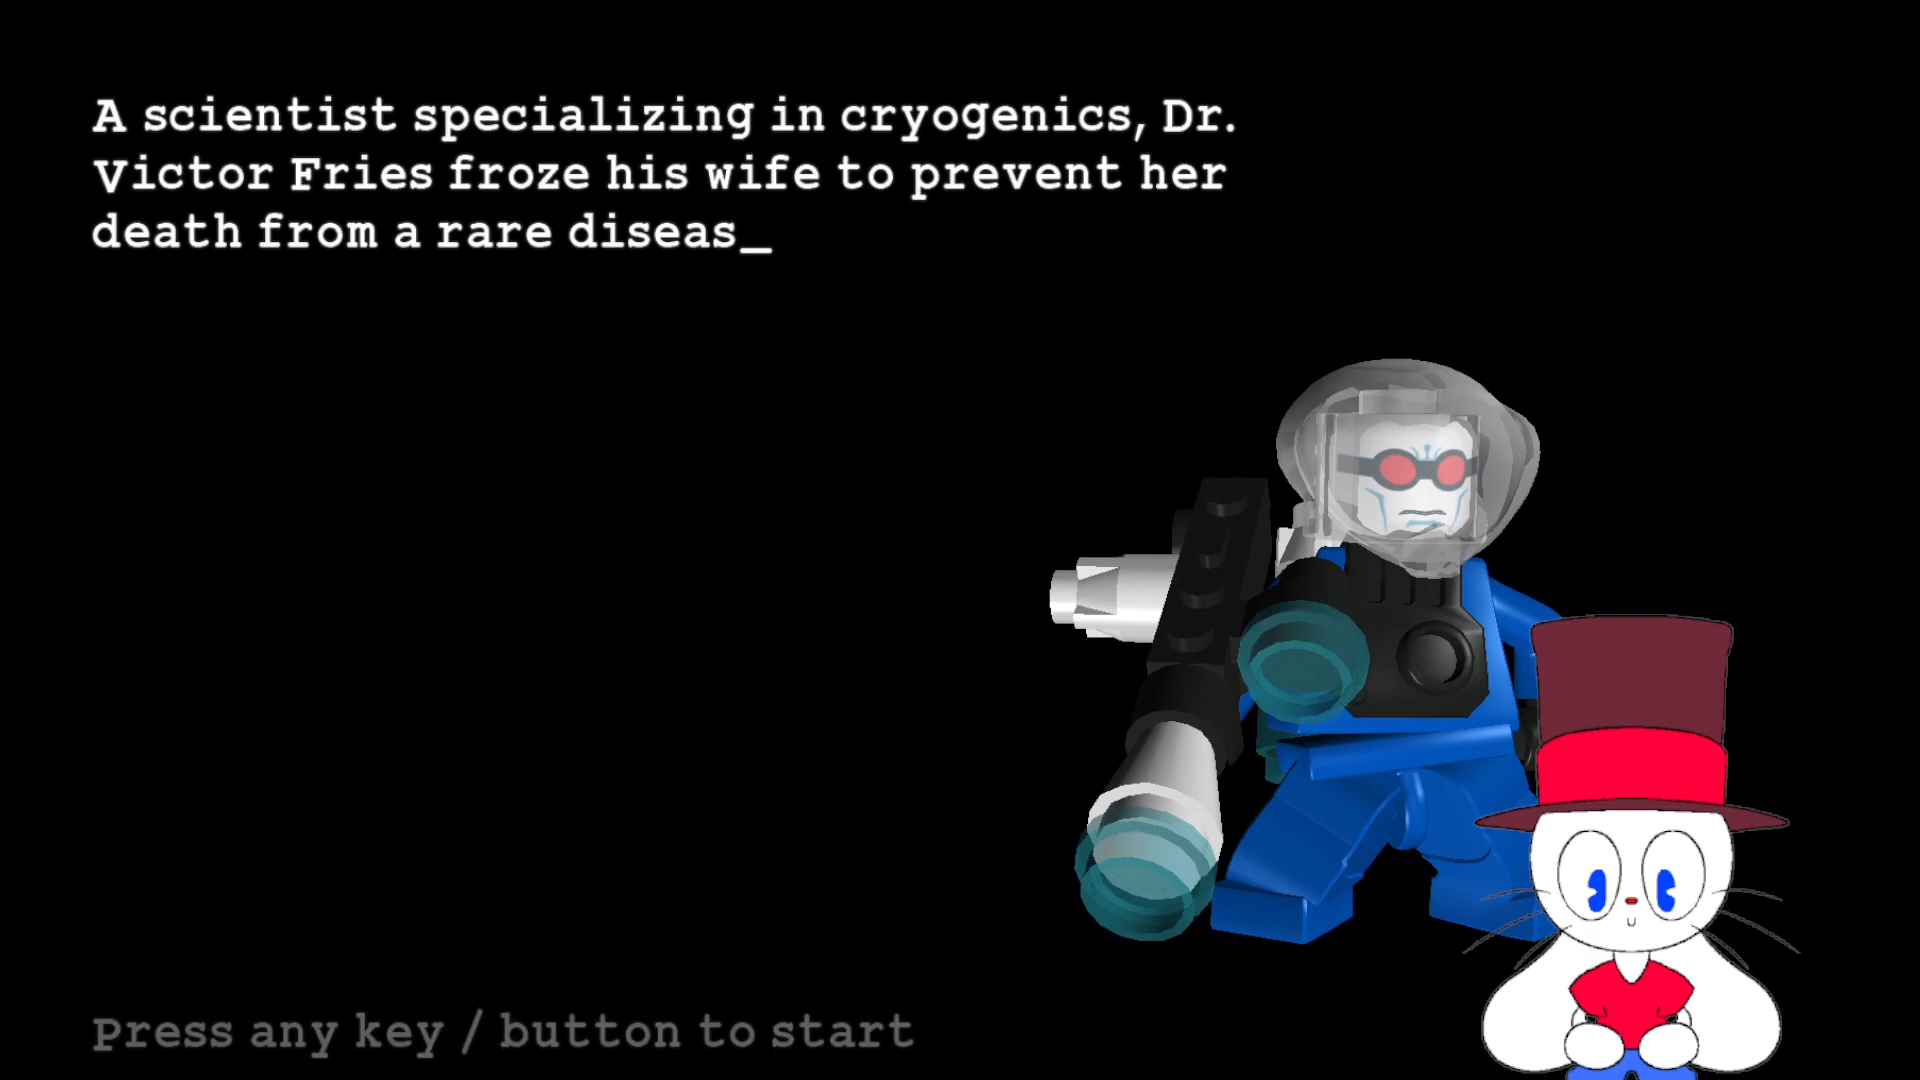 A scientist specializing in cryogenics, Dr.
Victor Fries froze his wife to prevent her
death from a rare diseas_
Press any key / button to start